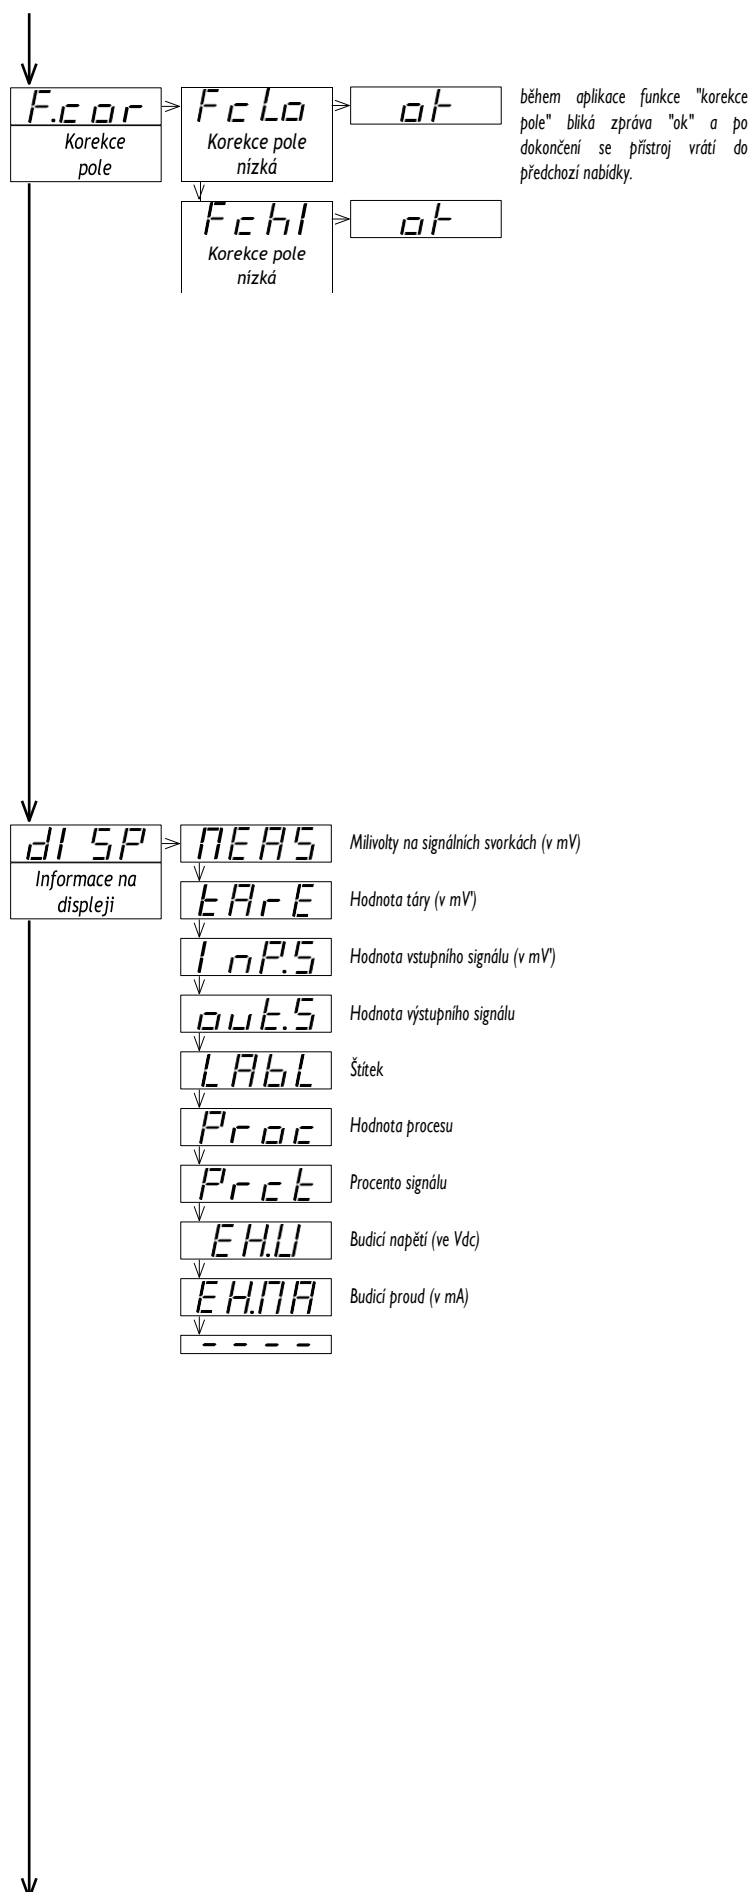 F.cor
Korekce
pole
FcLo
Korekce pole
nízká
ok
během aplikace funkce "korekce
pole" bliká zpráva "ok" a po
dokončení se přístroj vrátí do
předchozí nabídky.
FchI
Korekce pole
nízká
ok
dISP
Informace na
displeji
MEAS
Milivolty na signálních svorkách (v mV)
tArE
Hodnota táry (v mV')
InP.S
Hodnota vstupního signálu (v mV')
out.S
Hodnota výstupního signálu
LAbL
Štítek
Proc
Hodnota procesu
Prct
Procento signálu
EH.U
Budicí napětí (ve Vdc)
EH.MA
Budicí proud (v mA)
----